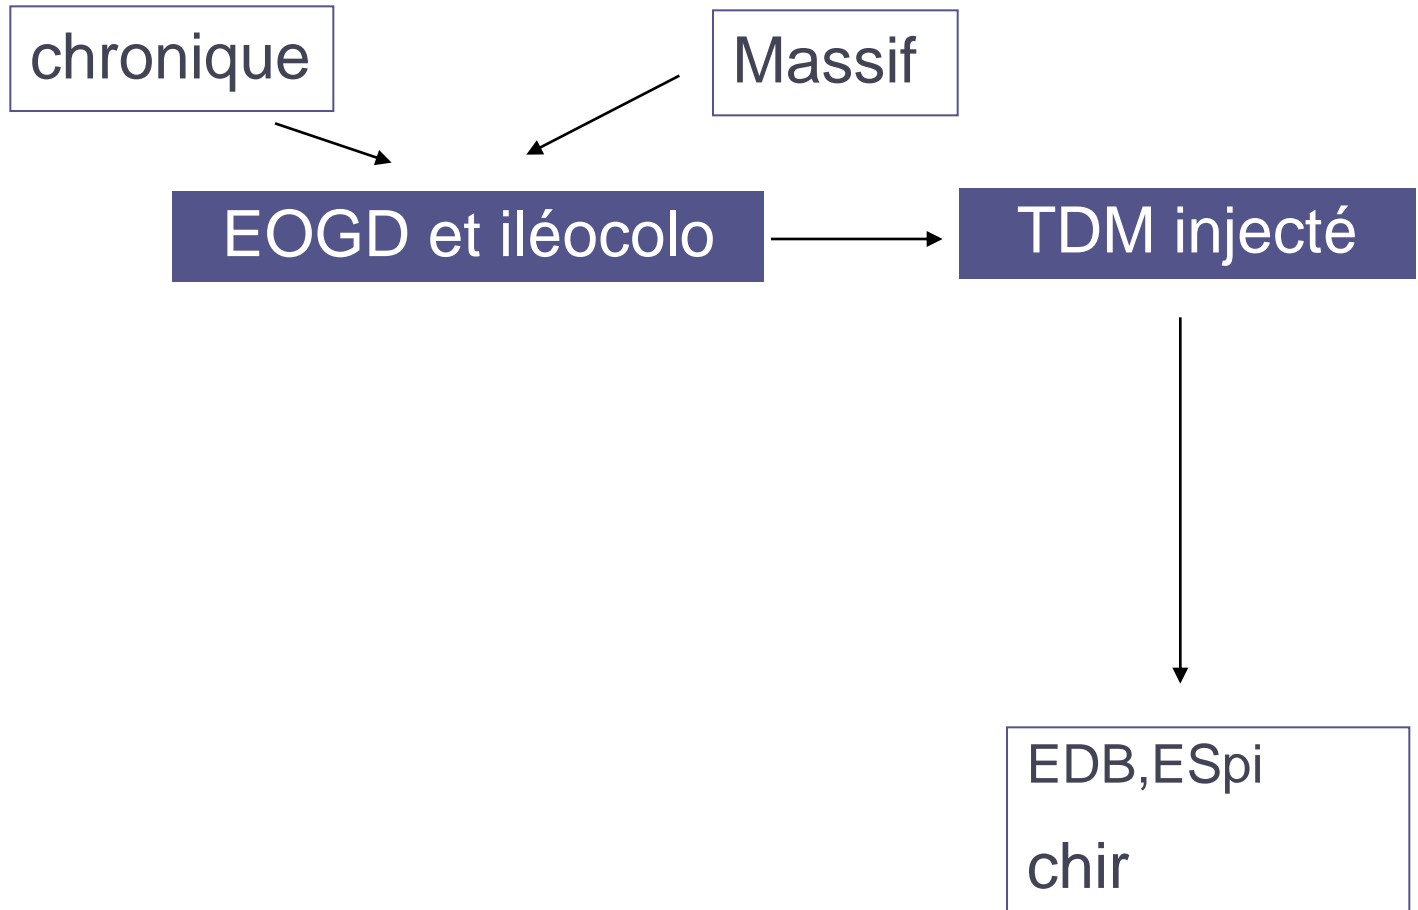 chronique
Massif
EOGD et iléocolo
TDM injecté
EDB,ESpi
chir